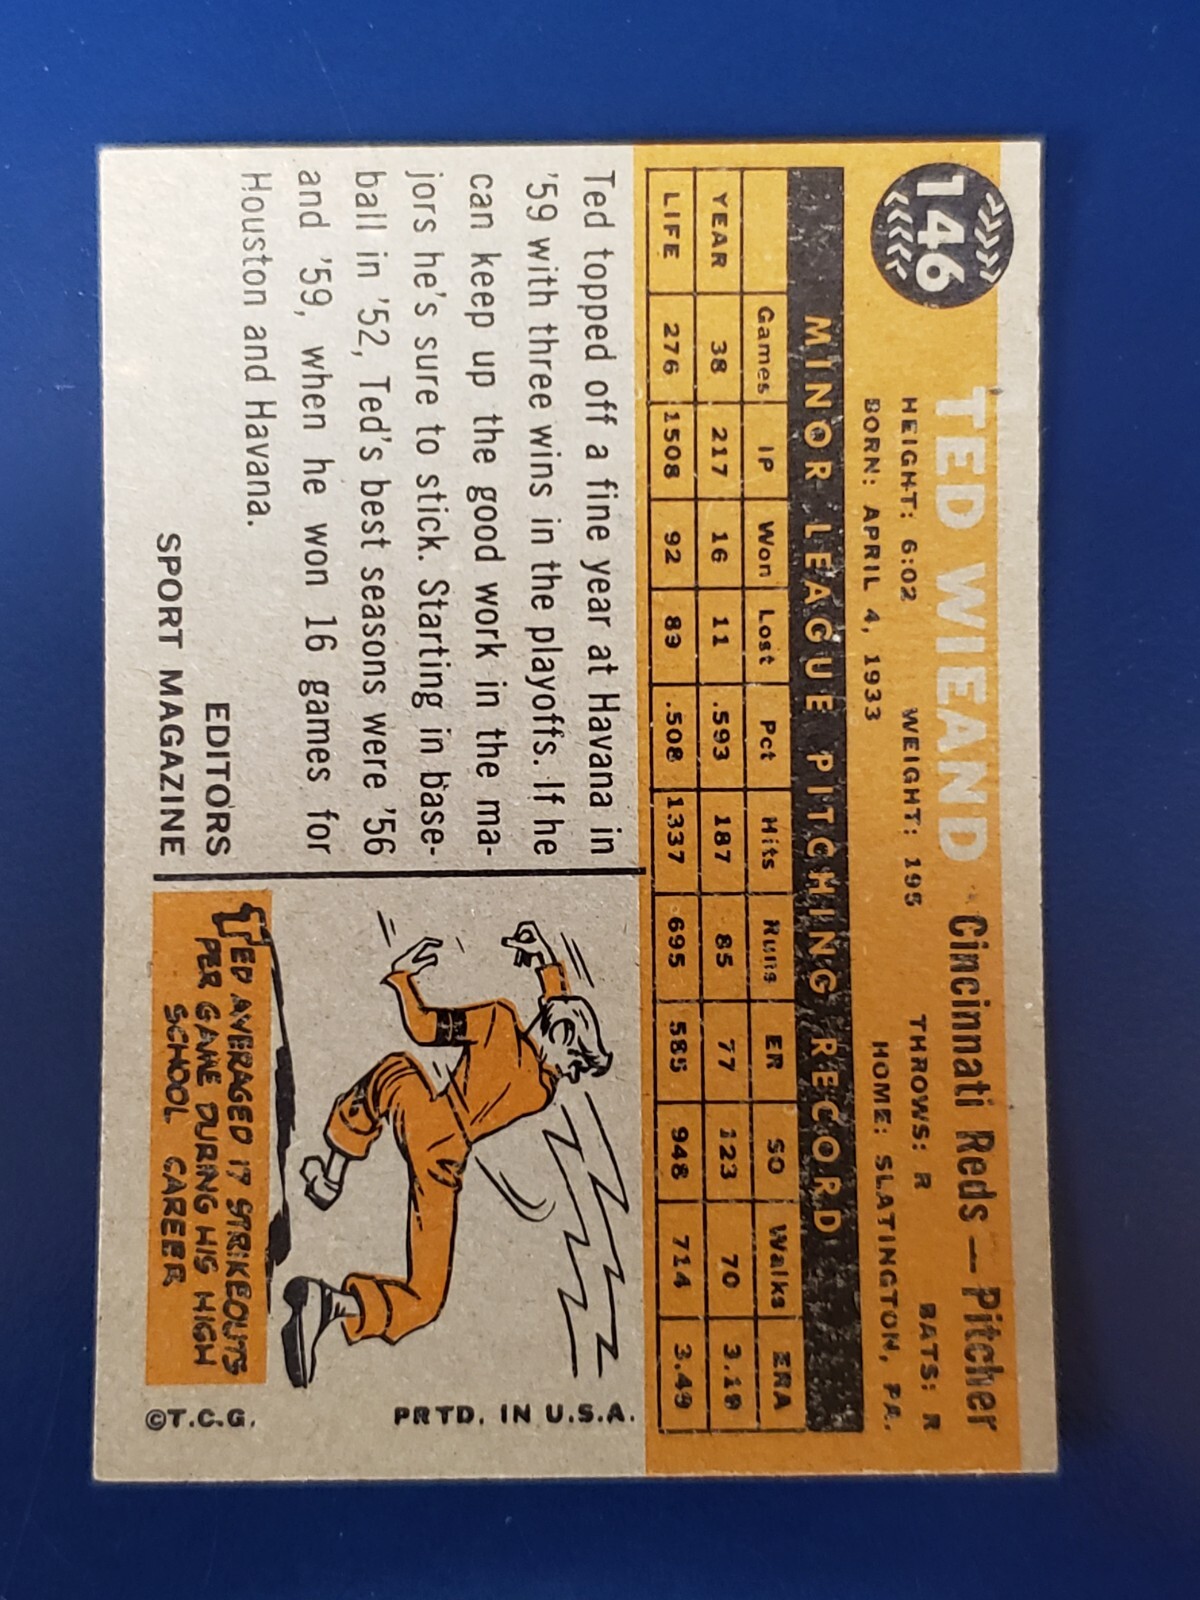 146
TED WIEAND Cincinnati Reds — Pitcher
HEIGHT: 6:02 WEIGHT: 195 THROWS: R BATS: R
BORN: APRIL 4, 1933 HOME: SLATINGTON, PA.
MINOR LEAGUE PITCHING RECORD
Games IP Won Lost Pct Hits Runs ER SO Walks ERA
YEAR 38 217 16 11 .593 187 85 77 123 70 3.19
LIFE 276 1508 92 89 .508 1337 695 585 948 714 3.49
Ted topped off a fine year at Havana in
'59 with three wins in the playoffs. If he
can keep up the good work in the ma-
jors he's sure to stick. Starting in base-
ball in '52, Ted's best seasons were '56
and '59, when he won 16 games for
Houston and Havana.
EDITORS
SPORT MAGAZINE
TED AVERAGED 17 STRIKEOUTS
PER GAME DURING HIS HIGH
SCHOOL CAREER
PRTD. IN U.S.A.
©T.C.G.